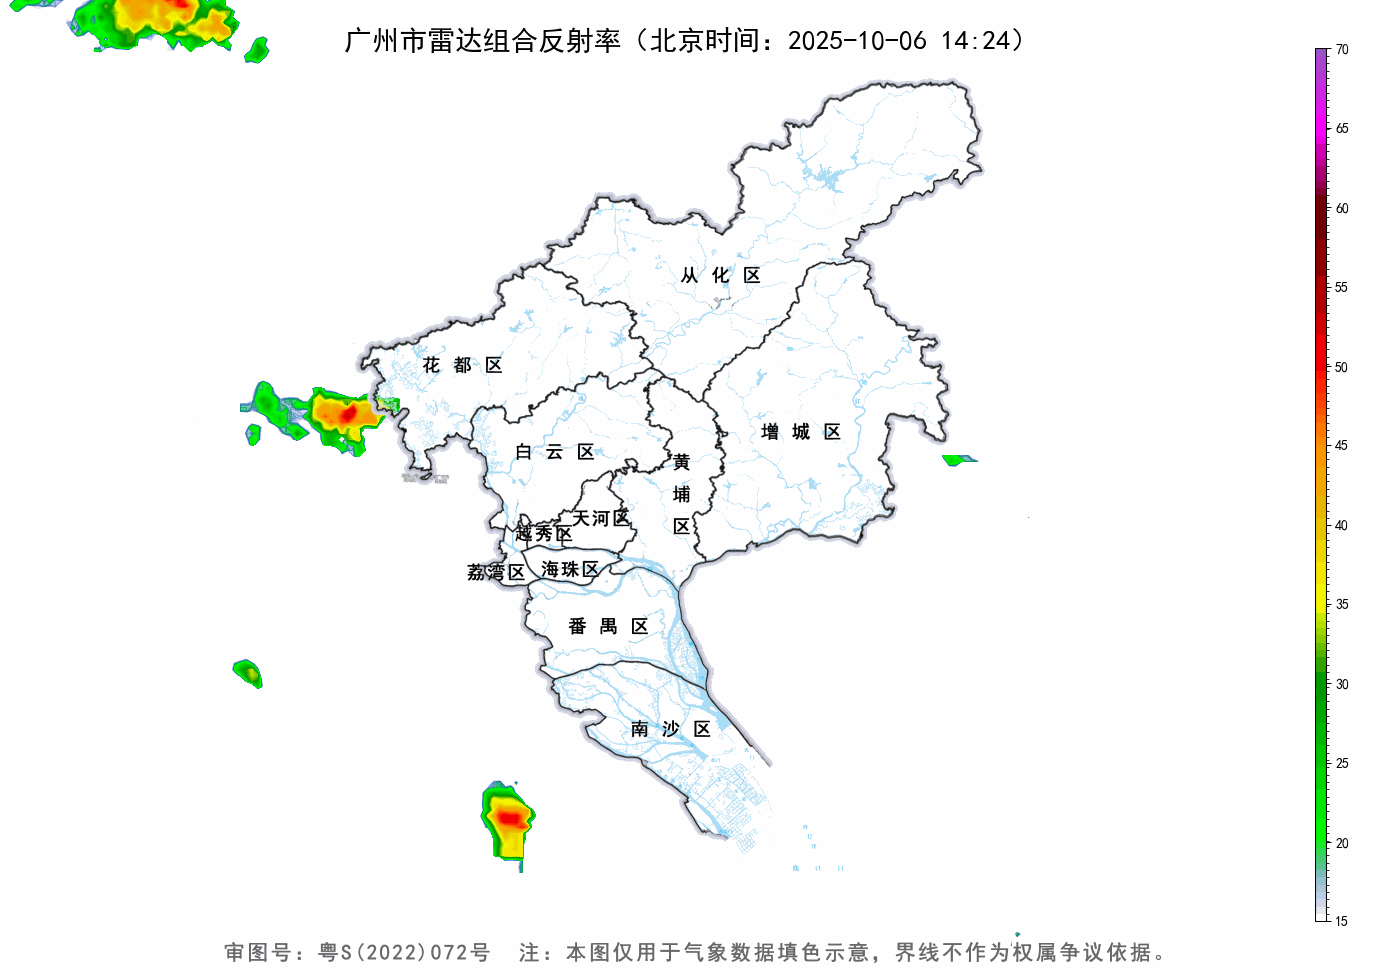 广州市雷达组合反射率（北京时间：2025-10-06 14:24）
70
65
60
55
50
45
40
35
30
25
20
15
从化区
花都区
增城区
白云区
黄埔区
天河区
越秀区
荔湾区
海珠区
番禺区
南沙区
审图号：粤S(2022)072号 注：本图仅用于气象数据填色示意，界线不作为权属争议依据。